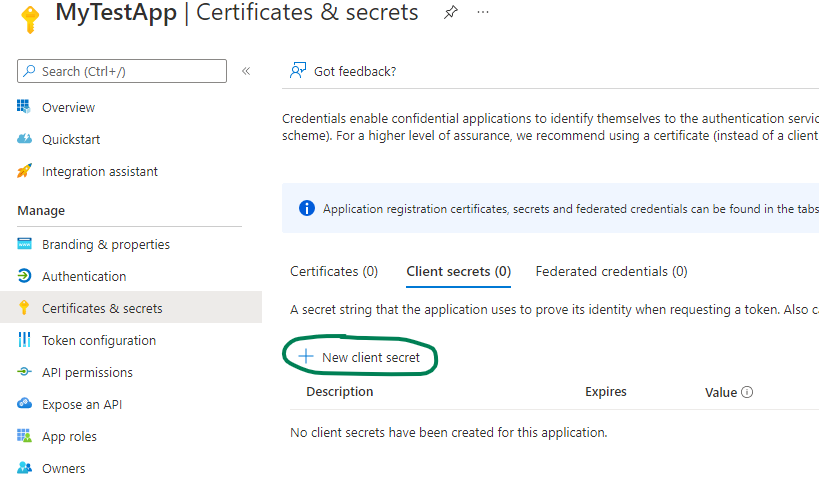 MyTestApp | Certificates & secrets
Search (Ctrl+/)
Overview
Quickstart
Integration assistant
Manage
Branding & properties
Authentication
Certificates & secrets
Token configuration
API permissions
Expose an API
App roles
Owners
Got feedback?
Credentials enable confidential applications to identify themselves to the authentication servic
scheme). For a higher level of assurance, we recommend using a certificate (instead of a client
Application registration certificates, secrets and federated credentials can be found in the tabs
Certificates (0) Client secrets (0) Federated credentials (0)
A secret string that the application uses to prove its identity when requesting a token. Also ca
New client secret
Description Expires Value
No client secrets have been created for this application.